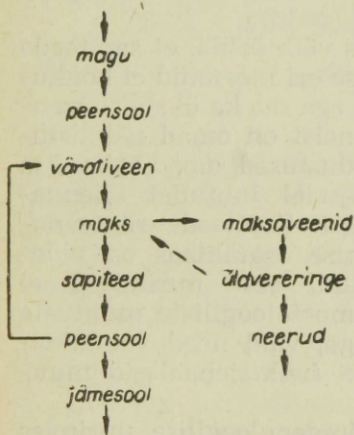 magu
peensool
värativeen
maks maksaveenid
sapiteed üldvereringe
peensool neerud
jämesool